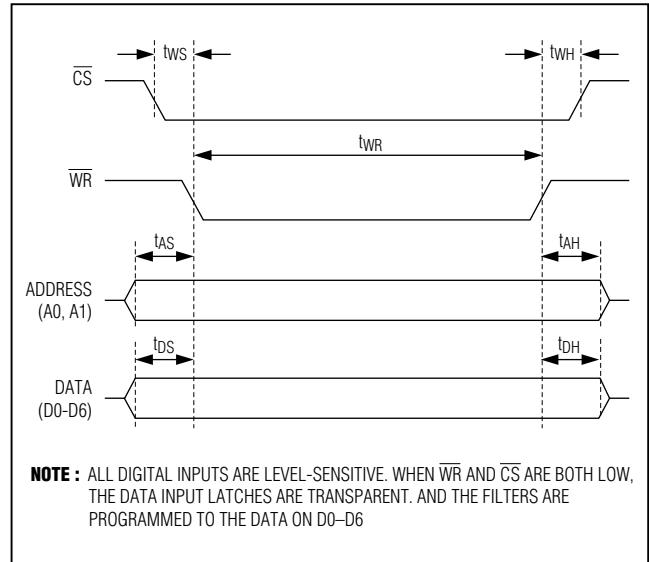 tWS
tWH
CS
tWR
WR
tAS
tAH
ADDRESS
(A0, A1)
tDS
tDH
DATA
(D0-D6)
NOTE : ALL DIGITAL INPUTS ARE LEVEL-SENSITIVE. WHEN WR AND CS ARE BOTH LOW,
THE DATA INPUT LATCHES ARE TRANSPARENT. AND THE FILTERS ARE
PROGRAMMED TO THE DATA ON D0–D6